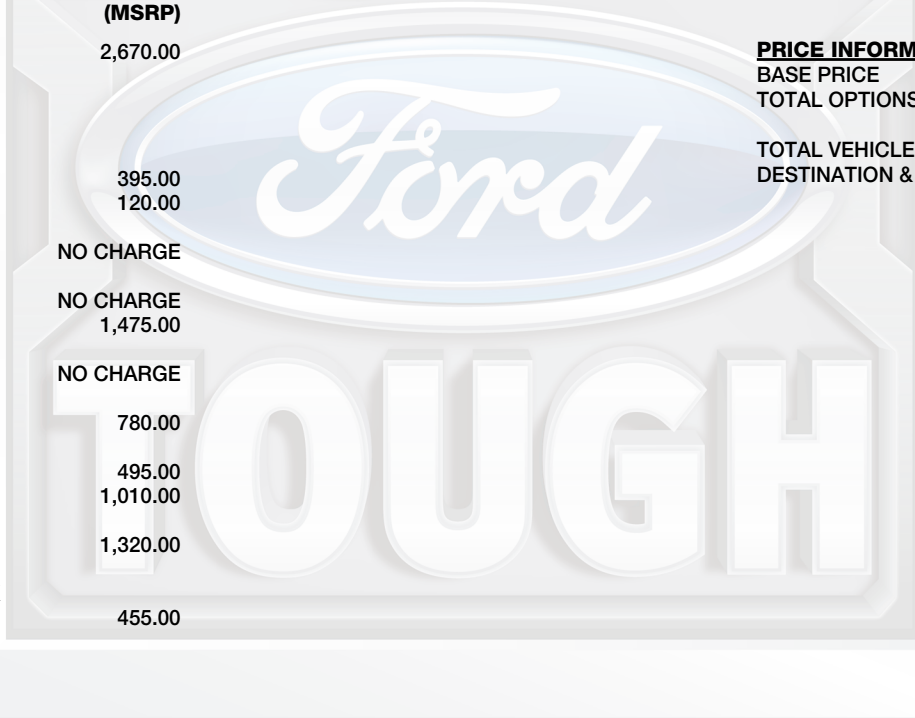 (MSRP)
2,670.00
395.00
120.00
NO CHARGE
NO CHARGE
1,475.00
NO CHARGE
780.00
495.00
1,010.00
1,320.00
455.00
PRICE INFORM
BASE PRICE
TOTAL OPTIONS
TOTAL VEHICLE
DESTINATION &
Ford
TOUGH